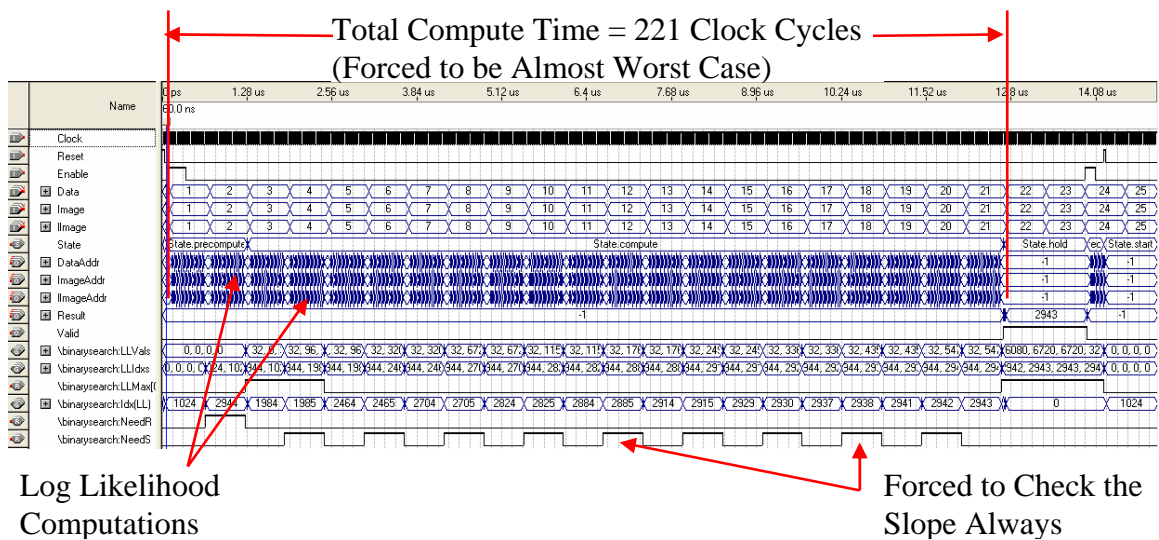 Total Compute Time = 221 Clock Cycles
(Forced to be Almost Worst Case)
Name
0 ps 1.28 us 2.56 us 3.84 us 5.12 us 6.4 us 7.68 us 8.96 us 10.24 us 11.52 us 12.8 us 14.08 us
60.0 ns
Clock
Reset
Enable
Data 1 2 3 4 5 6 7 8 9 10 11 12 13 14 15 16 17 18 19 20 21 22 23 24 25
Image 1 2 3 4 5 6 7 8 9 10 11 12 13 14 15 16 17 18 19 20 21 22 23 24 25
IImage 1 2 3 4 5 6 7 8 9 10 11 12 13 14 15 16 17 18 19 20 21 22 23 24 25
State State.precompute State.compute State.hold State.start
DataAddr -1 -1
ImageAddr -1 -1
IImageAddr -1 -1
Result -1 2943 -1
Valid
\binarysearch:LLVals 0, 0, 0, 0 6080, 6720, 6720, 32 0, 0, 0, 0
\binarysearch:LLIdxs 942, 2943, 2943, 294 0, 0, 0, 0
\binarysearch:LLMax[(
\binarysearch:Idx(LL) 1024 2944 1984 1985 2464 2465 2704 2705 2824 2825 2884 2885 2914 2915 2929 2930 2937 2938 2941 2942 2943 0 1024
\binarysearch:NeedR
\binarysearch:NeedS
Log Likelihood
Computations
Forced to Check the
Slope Always